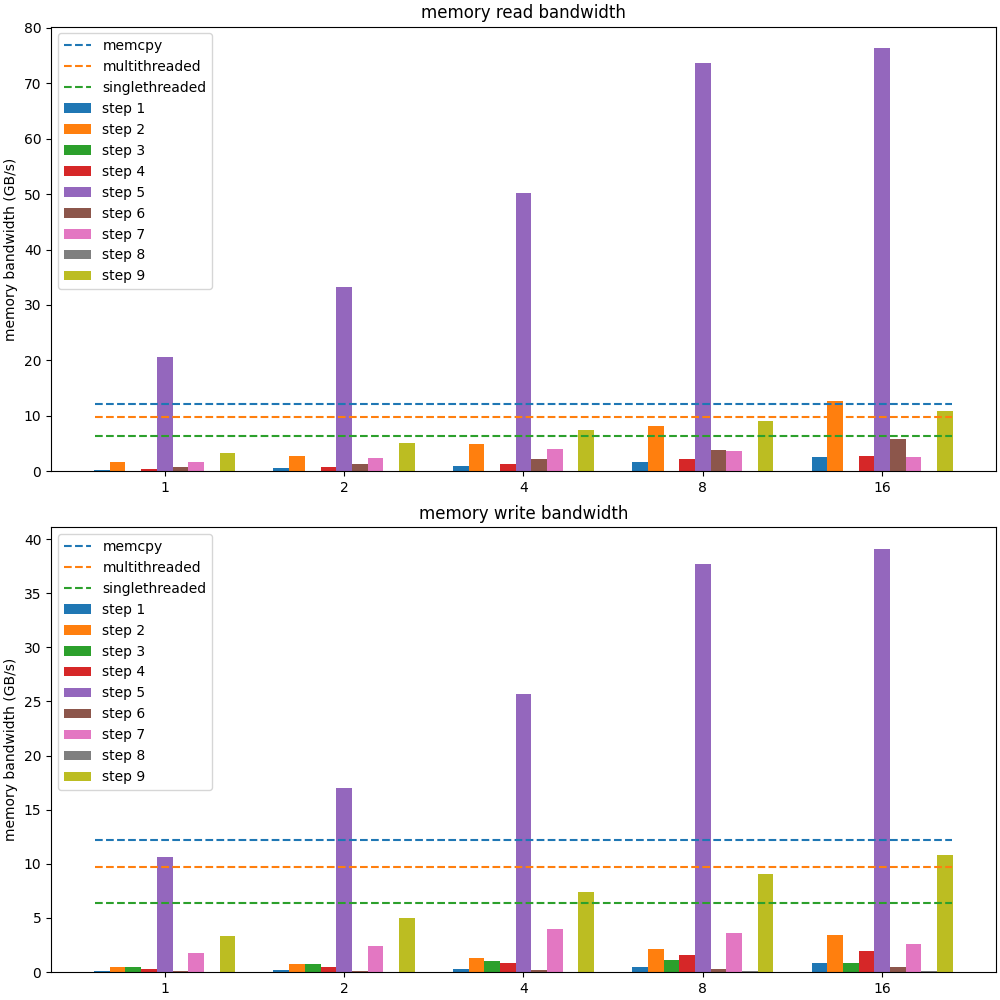 memory read bandwidth
memory bandwidth (GB/s)
80
70
60
50
40
30
20
10
0
memcpy
multithreaded
singlethreaded
step 1
step 2
step 3
step 4
step 5
step 6
step 7
step 8
step 9
1 2 4 8 16
memory write bandwidth
memory bandwidth (GB/s)
40
35
30
25
20
15
10
5
0
memcpy
multithreaded
singlethreaded
step 1
step 2
step 3
step 4
step 5
step 6
step 7
step 8
step 9
1 2 4 8 16